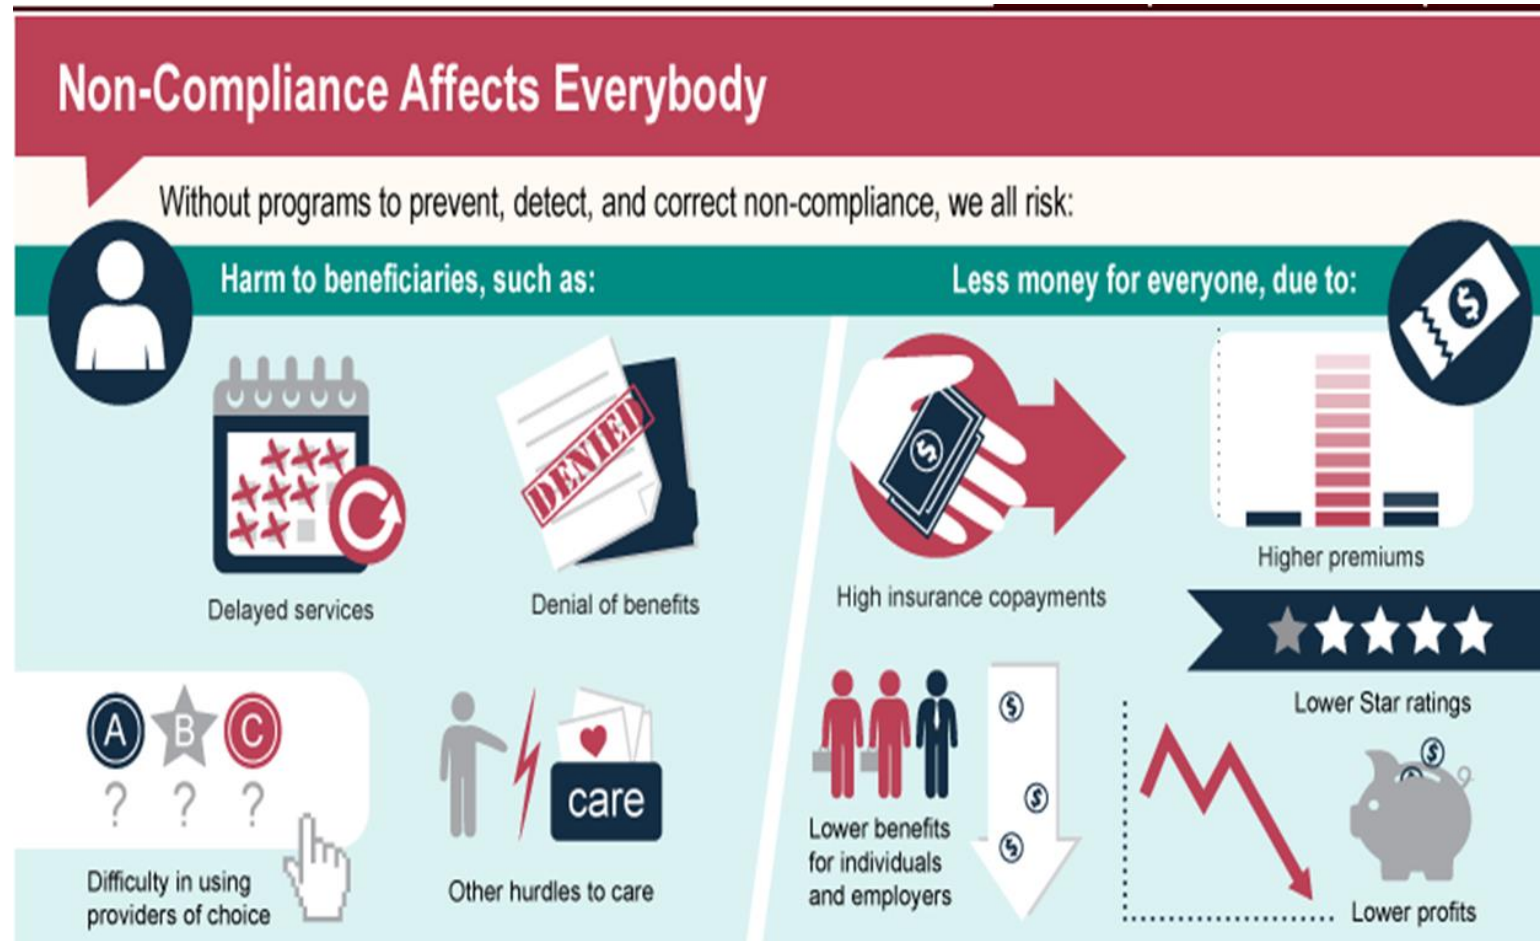 Non-Compliance Affects Everybody
Without programs to prevent, detect, and correct non-compliance, we all risk:
Harm to beneficiaries, such as:
DENIED
Delayed services
Denial of benefits
A B C
? ? ?
Difficulty in using
providers of choice
care
Other hurdles to care
Less money for everyone, due to:
$
$
High insurance copayments
Higher premiums
Lower Star ratings
$
$
$
Lower benefits
for individuals
and employers
$
Lower profits